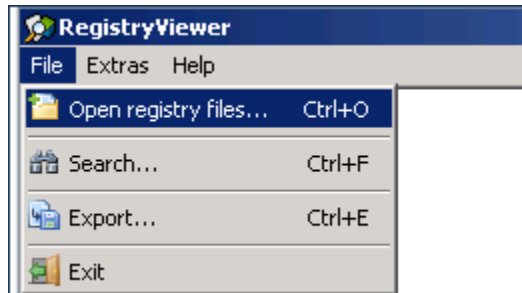 RegistryViewer
File Extras Help
Open registry files... Ctrl+O
Search... Ctrl+F
Export... Ctrl+E
Exit